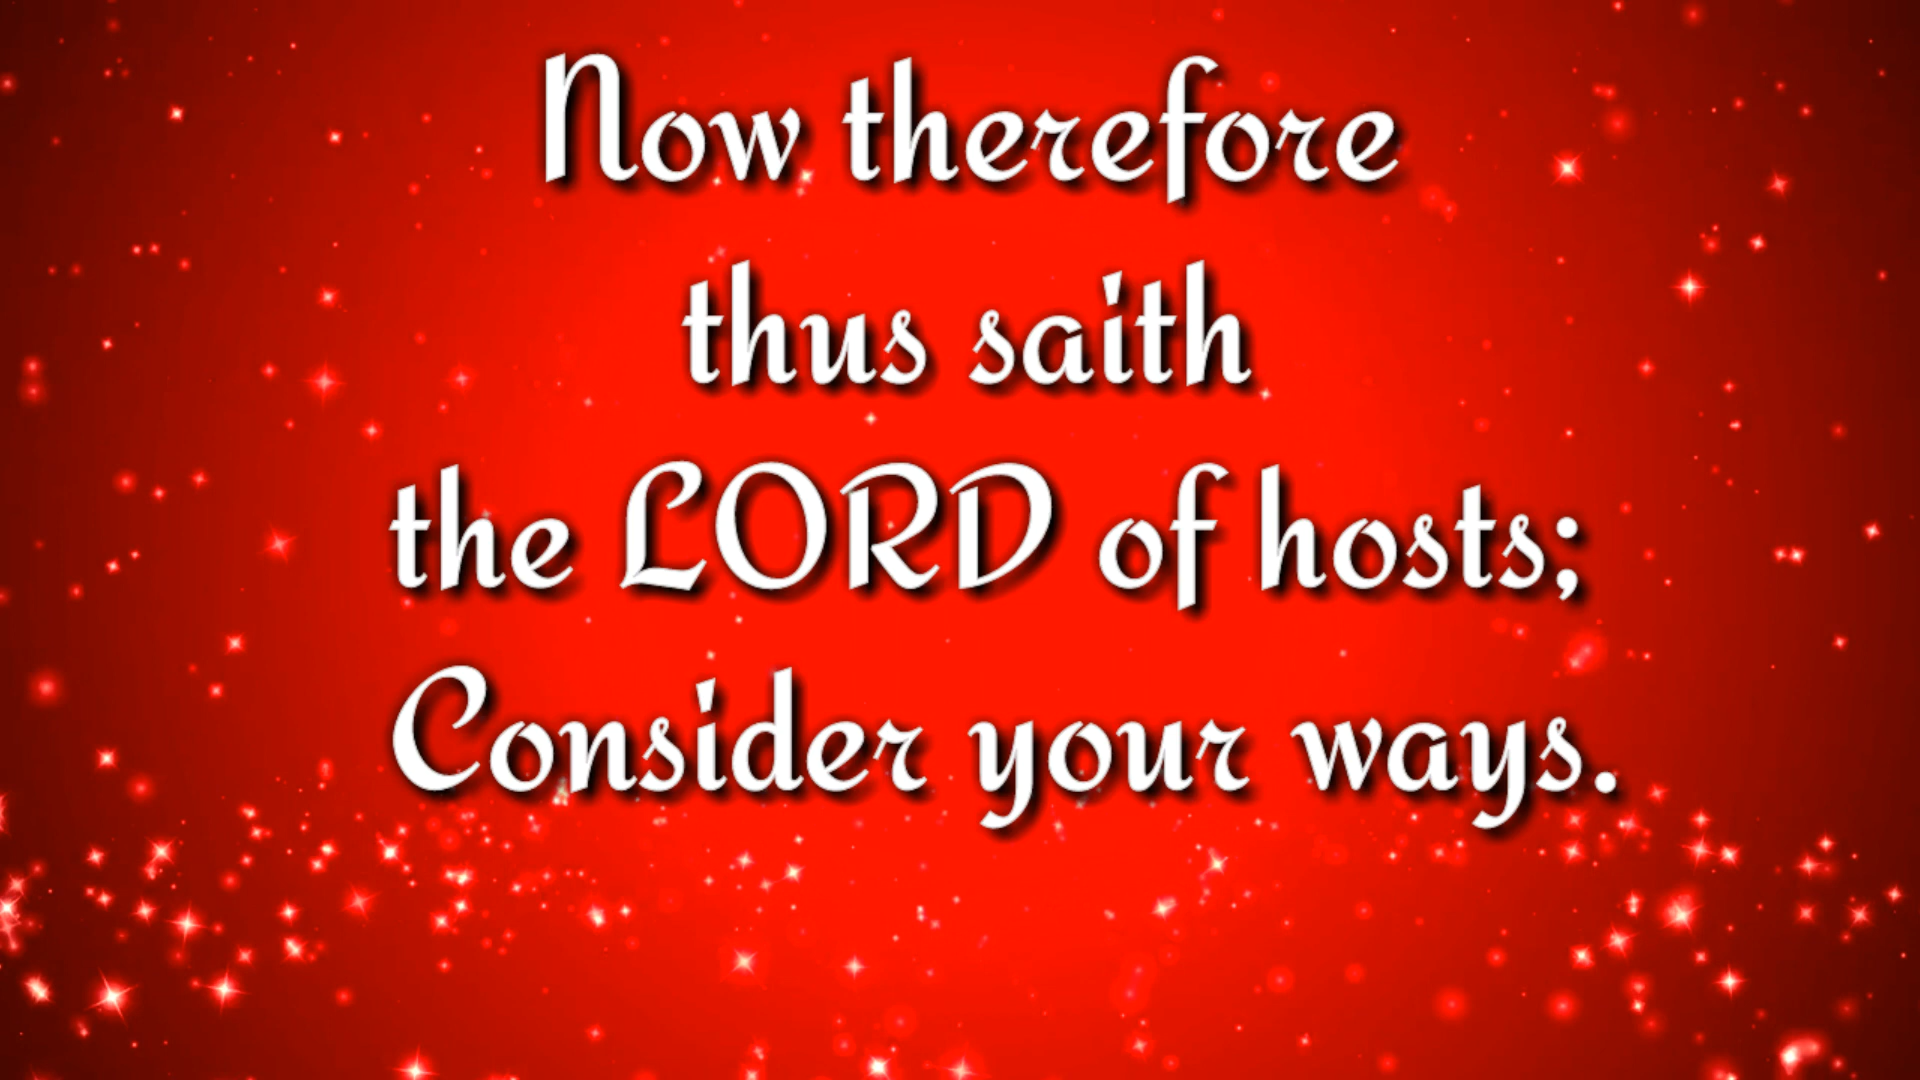 Now therefore
thus saith
the LORD of hosts;
Consider your ways.